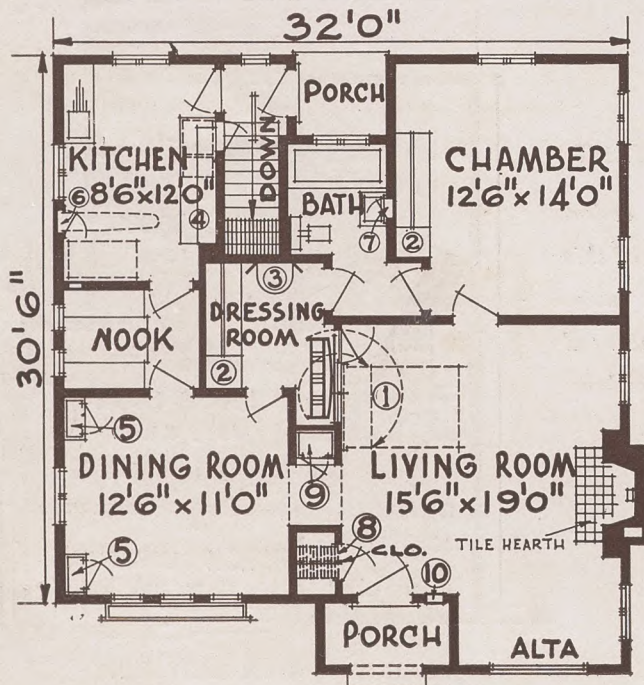 32'0"
PORCH
KITCHEN
8'6"x12'0"
DOWN
CHAMBER
12'6"x14'0"
BATH
6
4
7
2
3
30'6"
NOOK
DRESSING
ROOM
2
1
5
DINING ROOM
12'6"x11'0"
9
LIVING ROOM
15'6"x19'0"
8
CLO.
TILE HEARTH
5
10
PORCH
ALTA